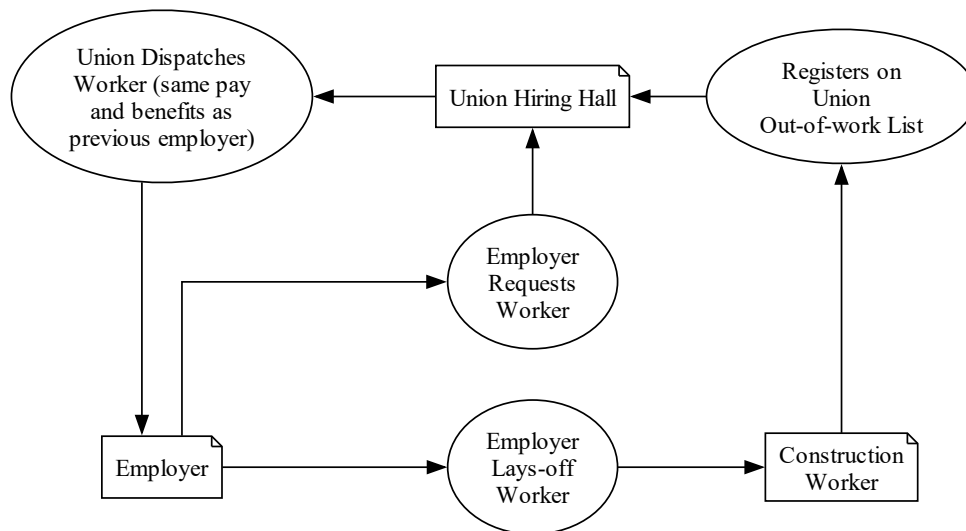 Union Dispatches
Worker (same pay
and benefits as
previous employer)
Union Hiring Hall
Registers on
Union
Out-of-work List
Employer
Requests
Worker
Employer
Employer
Lays-off
Worker
Construction
Worker